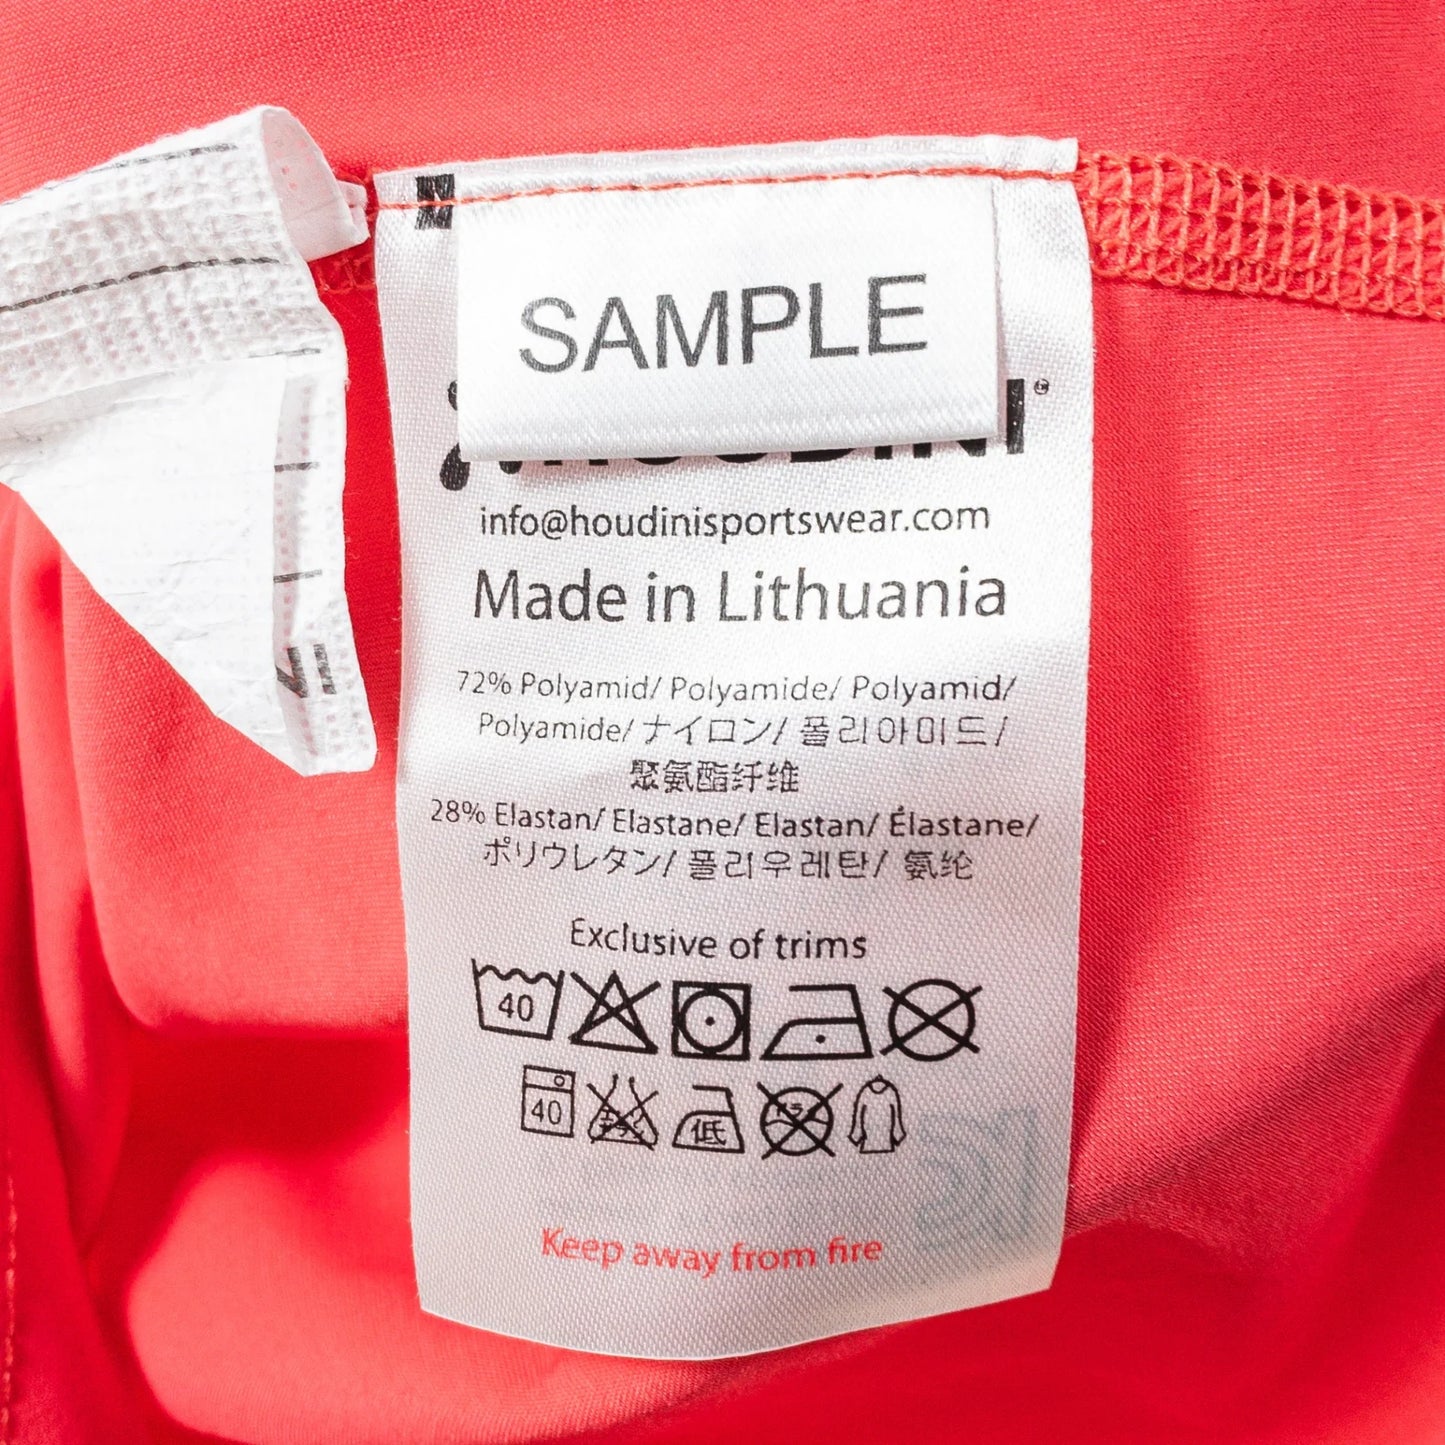 SAMPLE
HOUDINI
info@houdinisportswear.com
Made in Lithuania
72% Polyamid/ Polyamide/ Polyamid/
Polyamide/ ナイロン/ 폴리아미드/
聚氨酯纤维
28% Elastan/ Elastane/ Elastan/ Élastane/
ポリウレタン/ 폴리우레탄/ 氨纶
Exclusive of trims
40
40 低
Keep away from fire